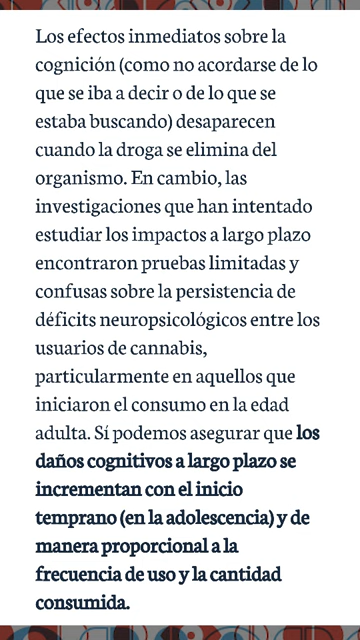 Los efectos inmediatos sobre la
cognición (como no acordarse de lo
que se iba a decir o de lo que se
estaba buscando) desaparecen
cuando la droga se elimina del
organismo. En cambio, las
investigaciones que han intentado
estudiar los impactos a largo plazo
encontraron pruebas limitadas y
confusas sobre la persistencia de
déficits neuropsicológicos entre los
usuarios de cannabis,
particularmente en aquellos que
iniciaron el consumo en la edad
adulta. Sí podemos asegurar que los
daños cognitivos a largo plazo se
incrementan con el inicio
temprano (en la adolescencia) y de
manera proporcional a la
frecuencia de uso y la cantidad
consumida.